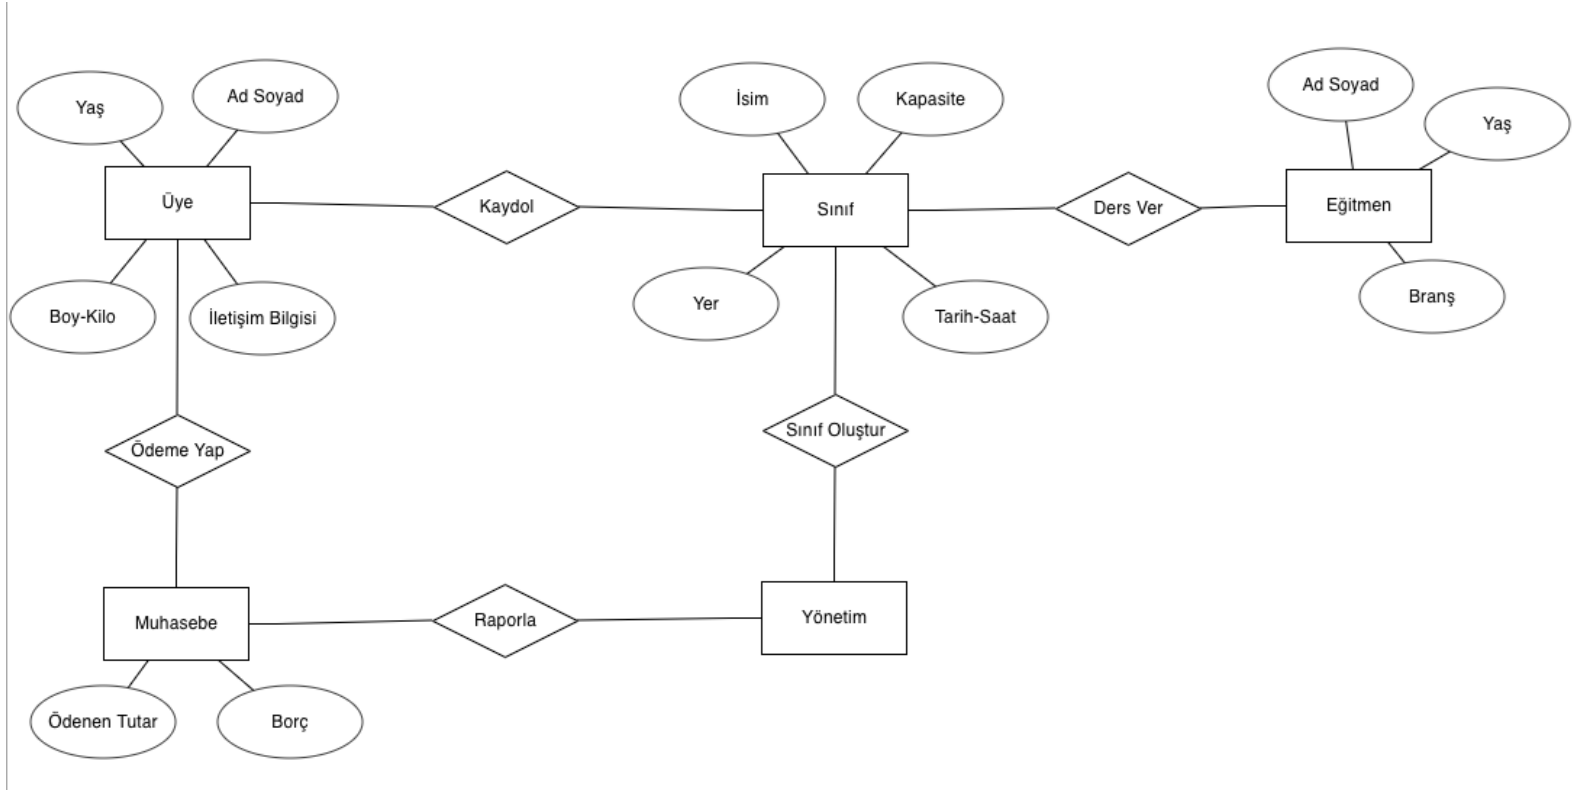 Yaş
Ad Soyad
İsim
Kapasite
Ad Soyad
Yaş
Üye
Kaydol
Sınıf
Ders Ver
Eğitmen
Boy-Kilo
İletişim Bilgisi
Yer
Tarih-Saat
Branş
Ödeme Yap
Sınıf Oluştur
Muhasebe
Raporla
Yönetim
Ödenen Tutar
Borç